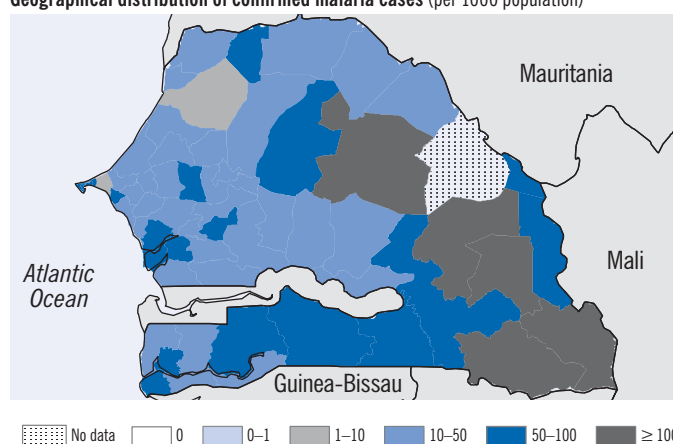 Geographical distribution of confirmed malaria cases (per 1000 population)
Mauritania
Mali
Atlantic
Ocean
Guinea-Bissau
No data 0 0–1 1–10 10–50 50–100 ≥ 100